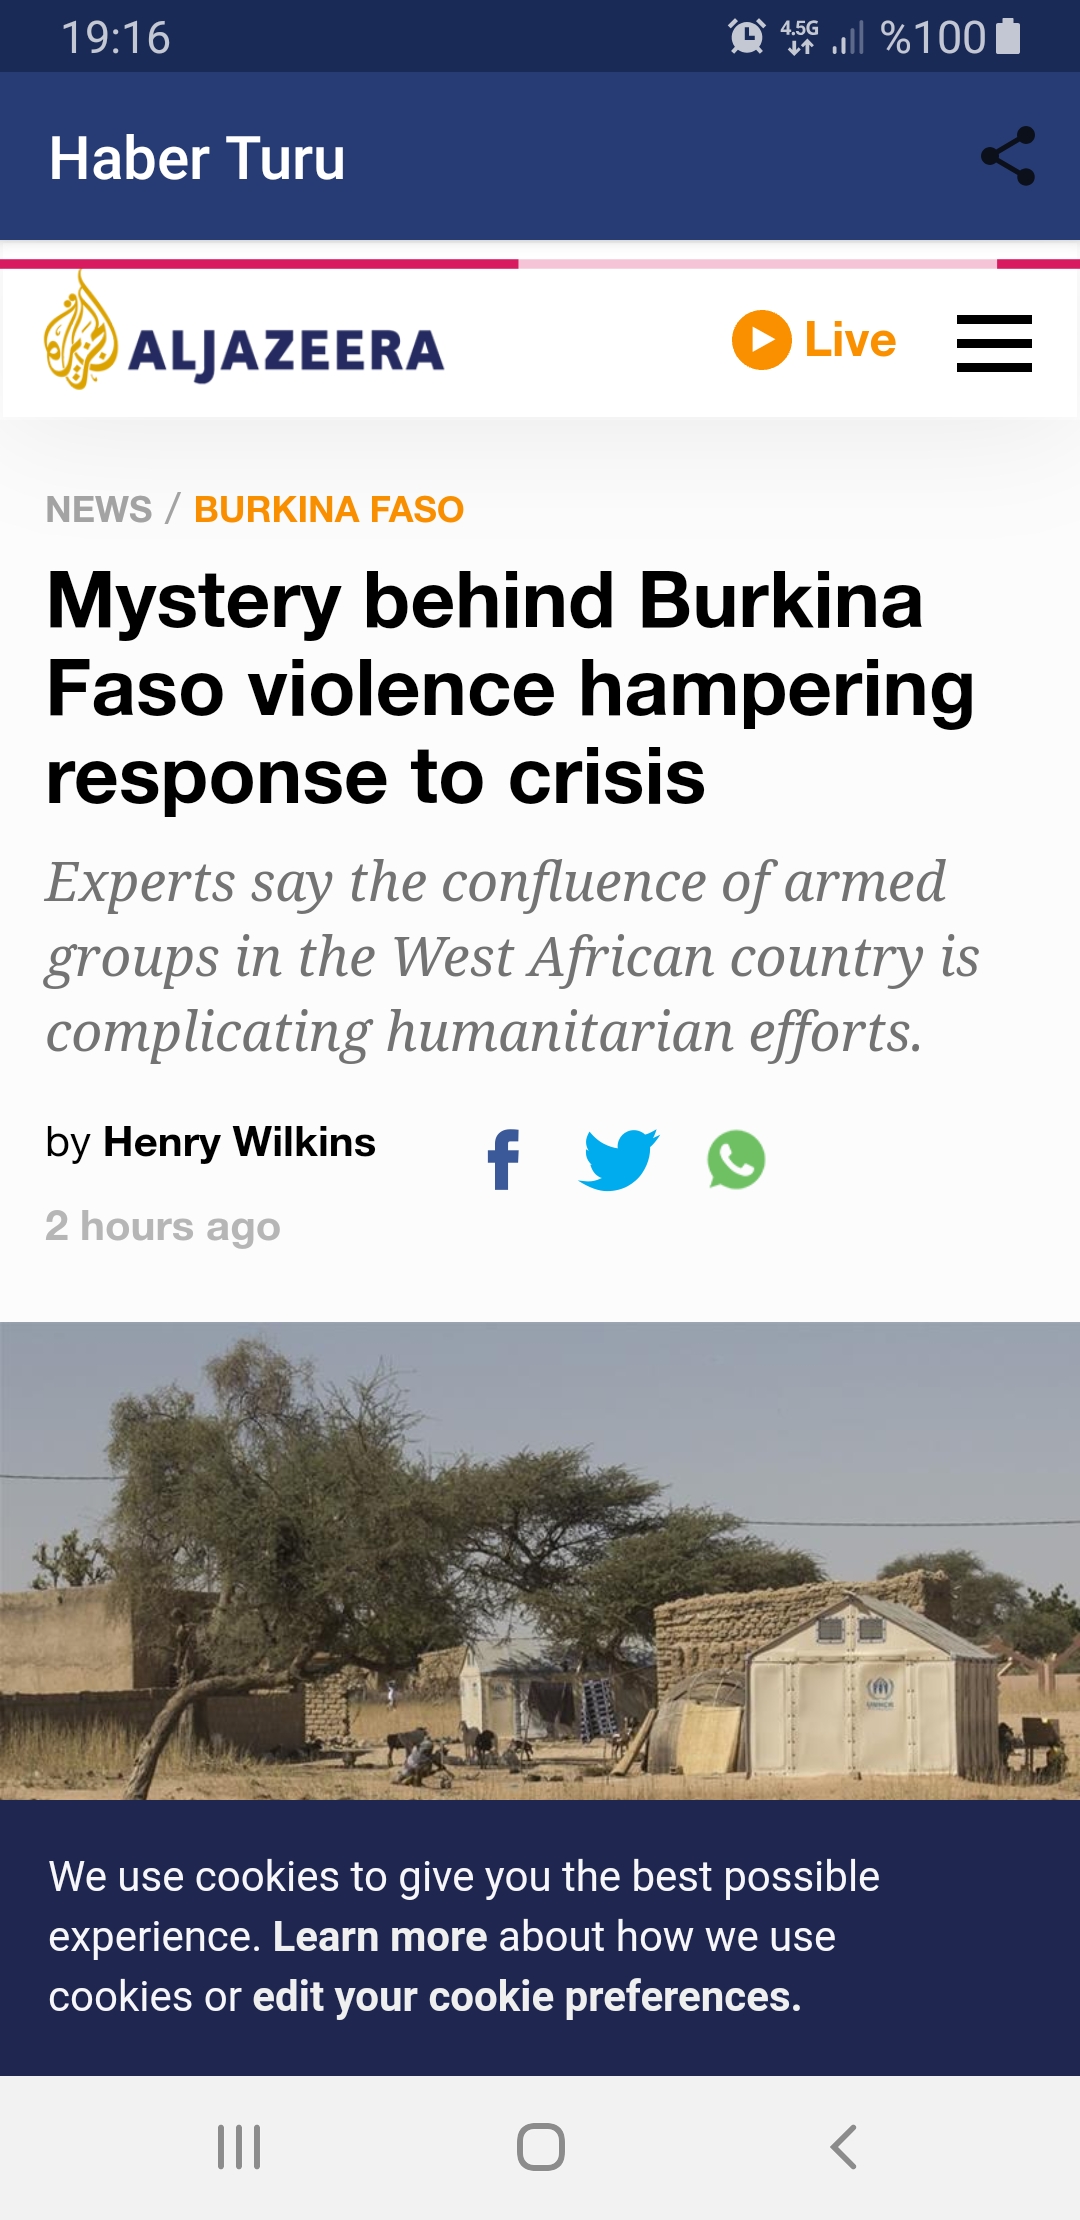 19:16
4.5G
%100
Haber Turu
ALJAZEERA
Live
NEWS / BURKINA FASO
Mystery behind Burkina
Faso violence hampering
response to crisis
Experts say the confluence of armed
groups in the West African country is
complicating humanitarian efforts.
by Henry Wilkins
2 hours ago
UNHCR
We use cookies to give you the best possible
experience. Learn more about how we use
cookies or edit your cookie preferences.